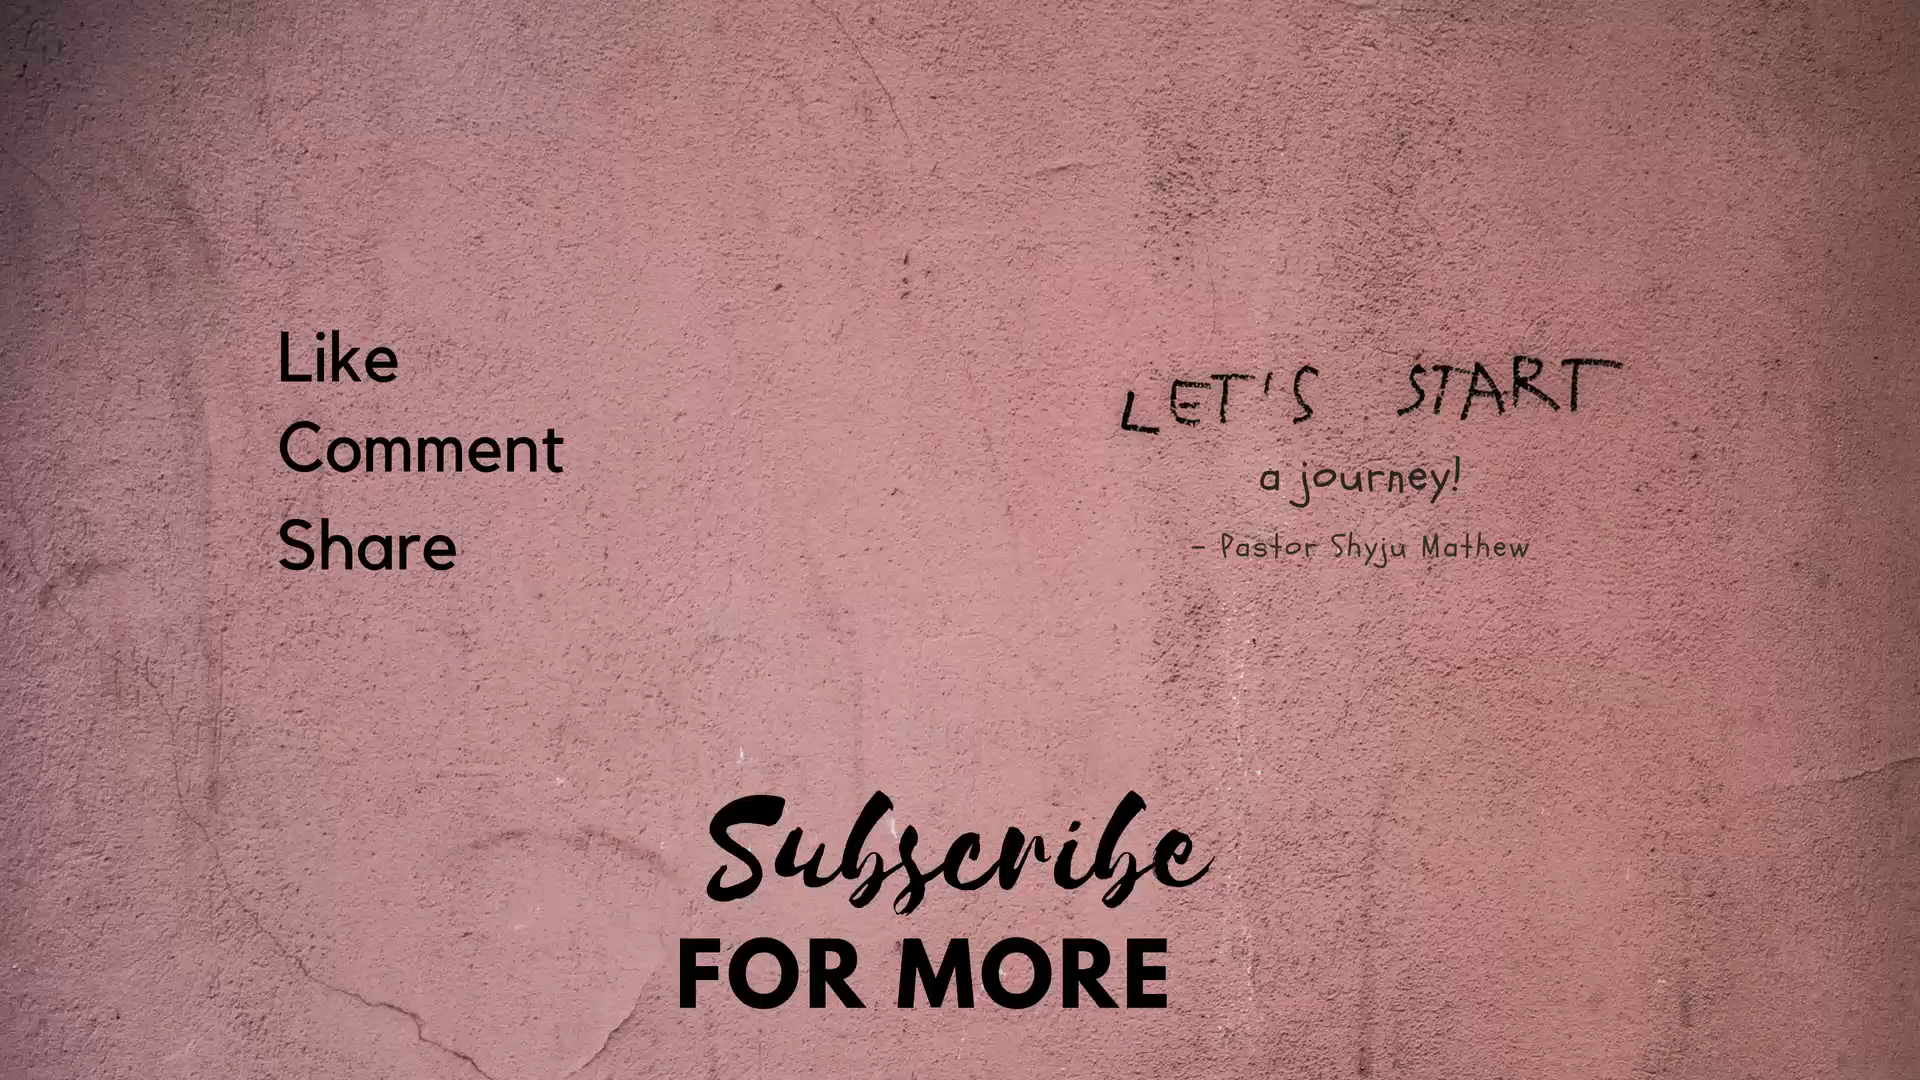 Like
Comment
Share
LET'S START
a journey!
- Pastor Shyju Mathew
Subscribe
FOR MORE